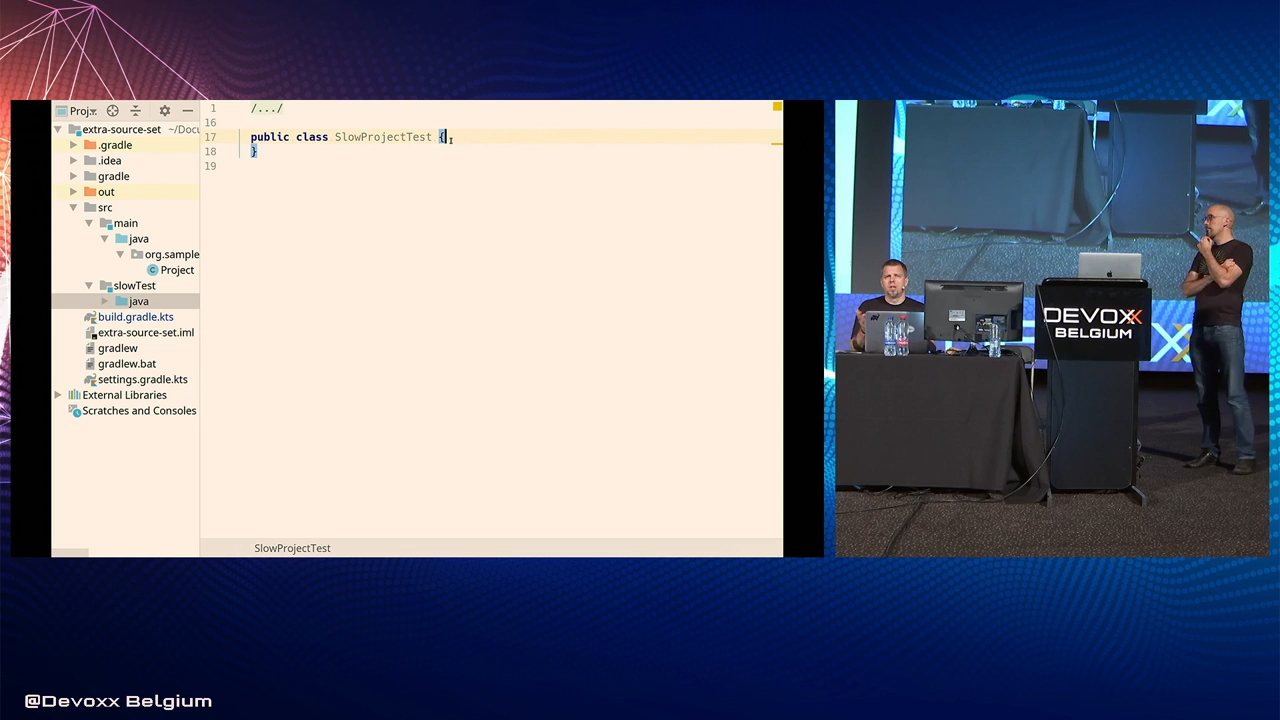 Proj
extra-source-set ~/Docu
.gradle
.idea
gradle
out
src
main
java
org.sample
Project
slowTest
java
build.gradle.kts
extra-source-set.iml
gradlew
gradlew.bat
settings.gradle.kts
External Libraries
Scratches and Consoles
1 /.../
16
17 public class SlowProjectTest {
18 }
19
SlowProjectTest
DEVOXX
BELGIUM
@Devoxx Belgium